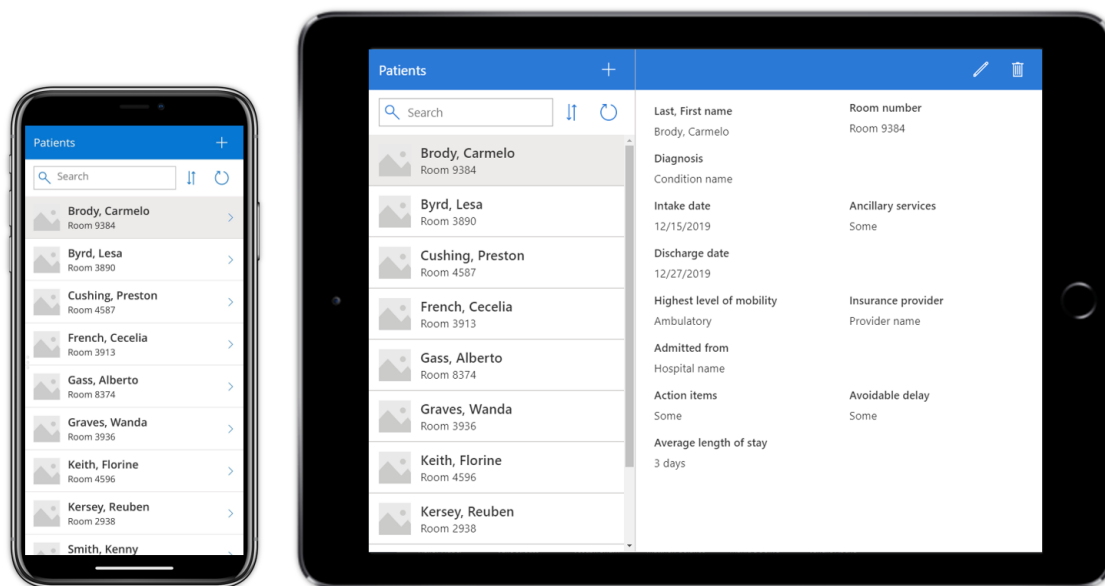 Patients
Search
Brody, Carmelo
Room 9384
Byrd, Lesa
Room 3890
Cushing, Preston
Room 4587
French, Cecelia
Room 3913
Gass, Alberto
Room 8374
Graves, Wanda
Room 3936
Keith, Florine
Room 4596
Kersey, Reuben
Room 2938
Smith, Kenny
Patients
Search
Brody, Carmelo
Room 9384
Byrd, Lesa
Room 3890
Cushing, Preston
Room 4587
French, Cecelia
Room 3913
Gass, Alberto
Room 8374
Graves, Wanda
Room 3936
Keith, Florine
Room 4596
Kersey, Reuben
Room 2938
Last, First name
Brody, Carmelo
Room number
Room 9384
Diagnosis
Condition name
Intake date
12/15/2019
Ancillary services
Some
Discharge date
12/27/2019
Highest level of mobility
Ambulatory
Insurance provider
Provider name
Admitted from
Hospital name
Action items
Some
Avoidable delay
Some
Average length of stay
3 days